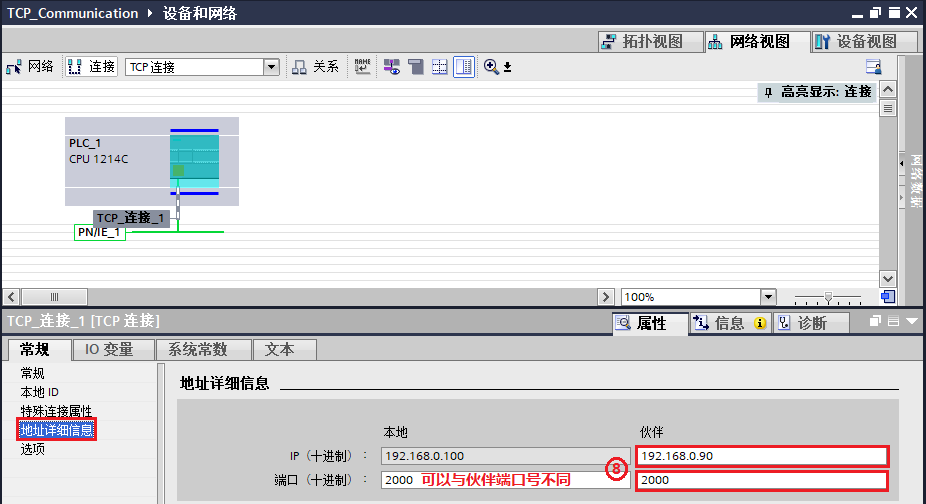 TCP_Communication ▸ 设备和网络
拓扑视图 网络视图 设备视图
网络 连接 TCP 连接 关系
高亮显示: 连接
PLC_1
CPU 1214C
TCP_连接_1
PN/IE_1
网络数据
100%
TCP_连接_1 [TCP 连接]
属性 信息 诊断
常规 IO 变量 系统常数 文本
常规
本地 ID
特殊连接属性
地址详细信息
选项
地址详细信息
本地 伙伴
IP（十进制）： 192.168.0.100 192.168.0.90
端口（十进制）： 2000 可以与伙伴端口号不同 ⑧ 2000